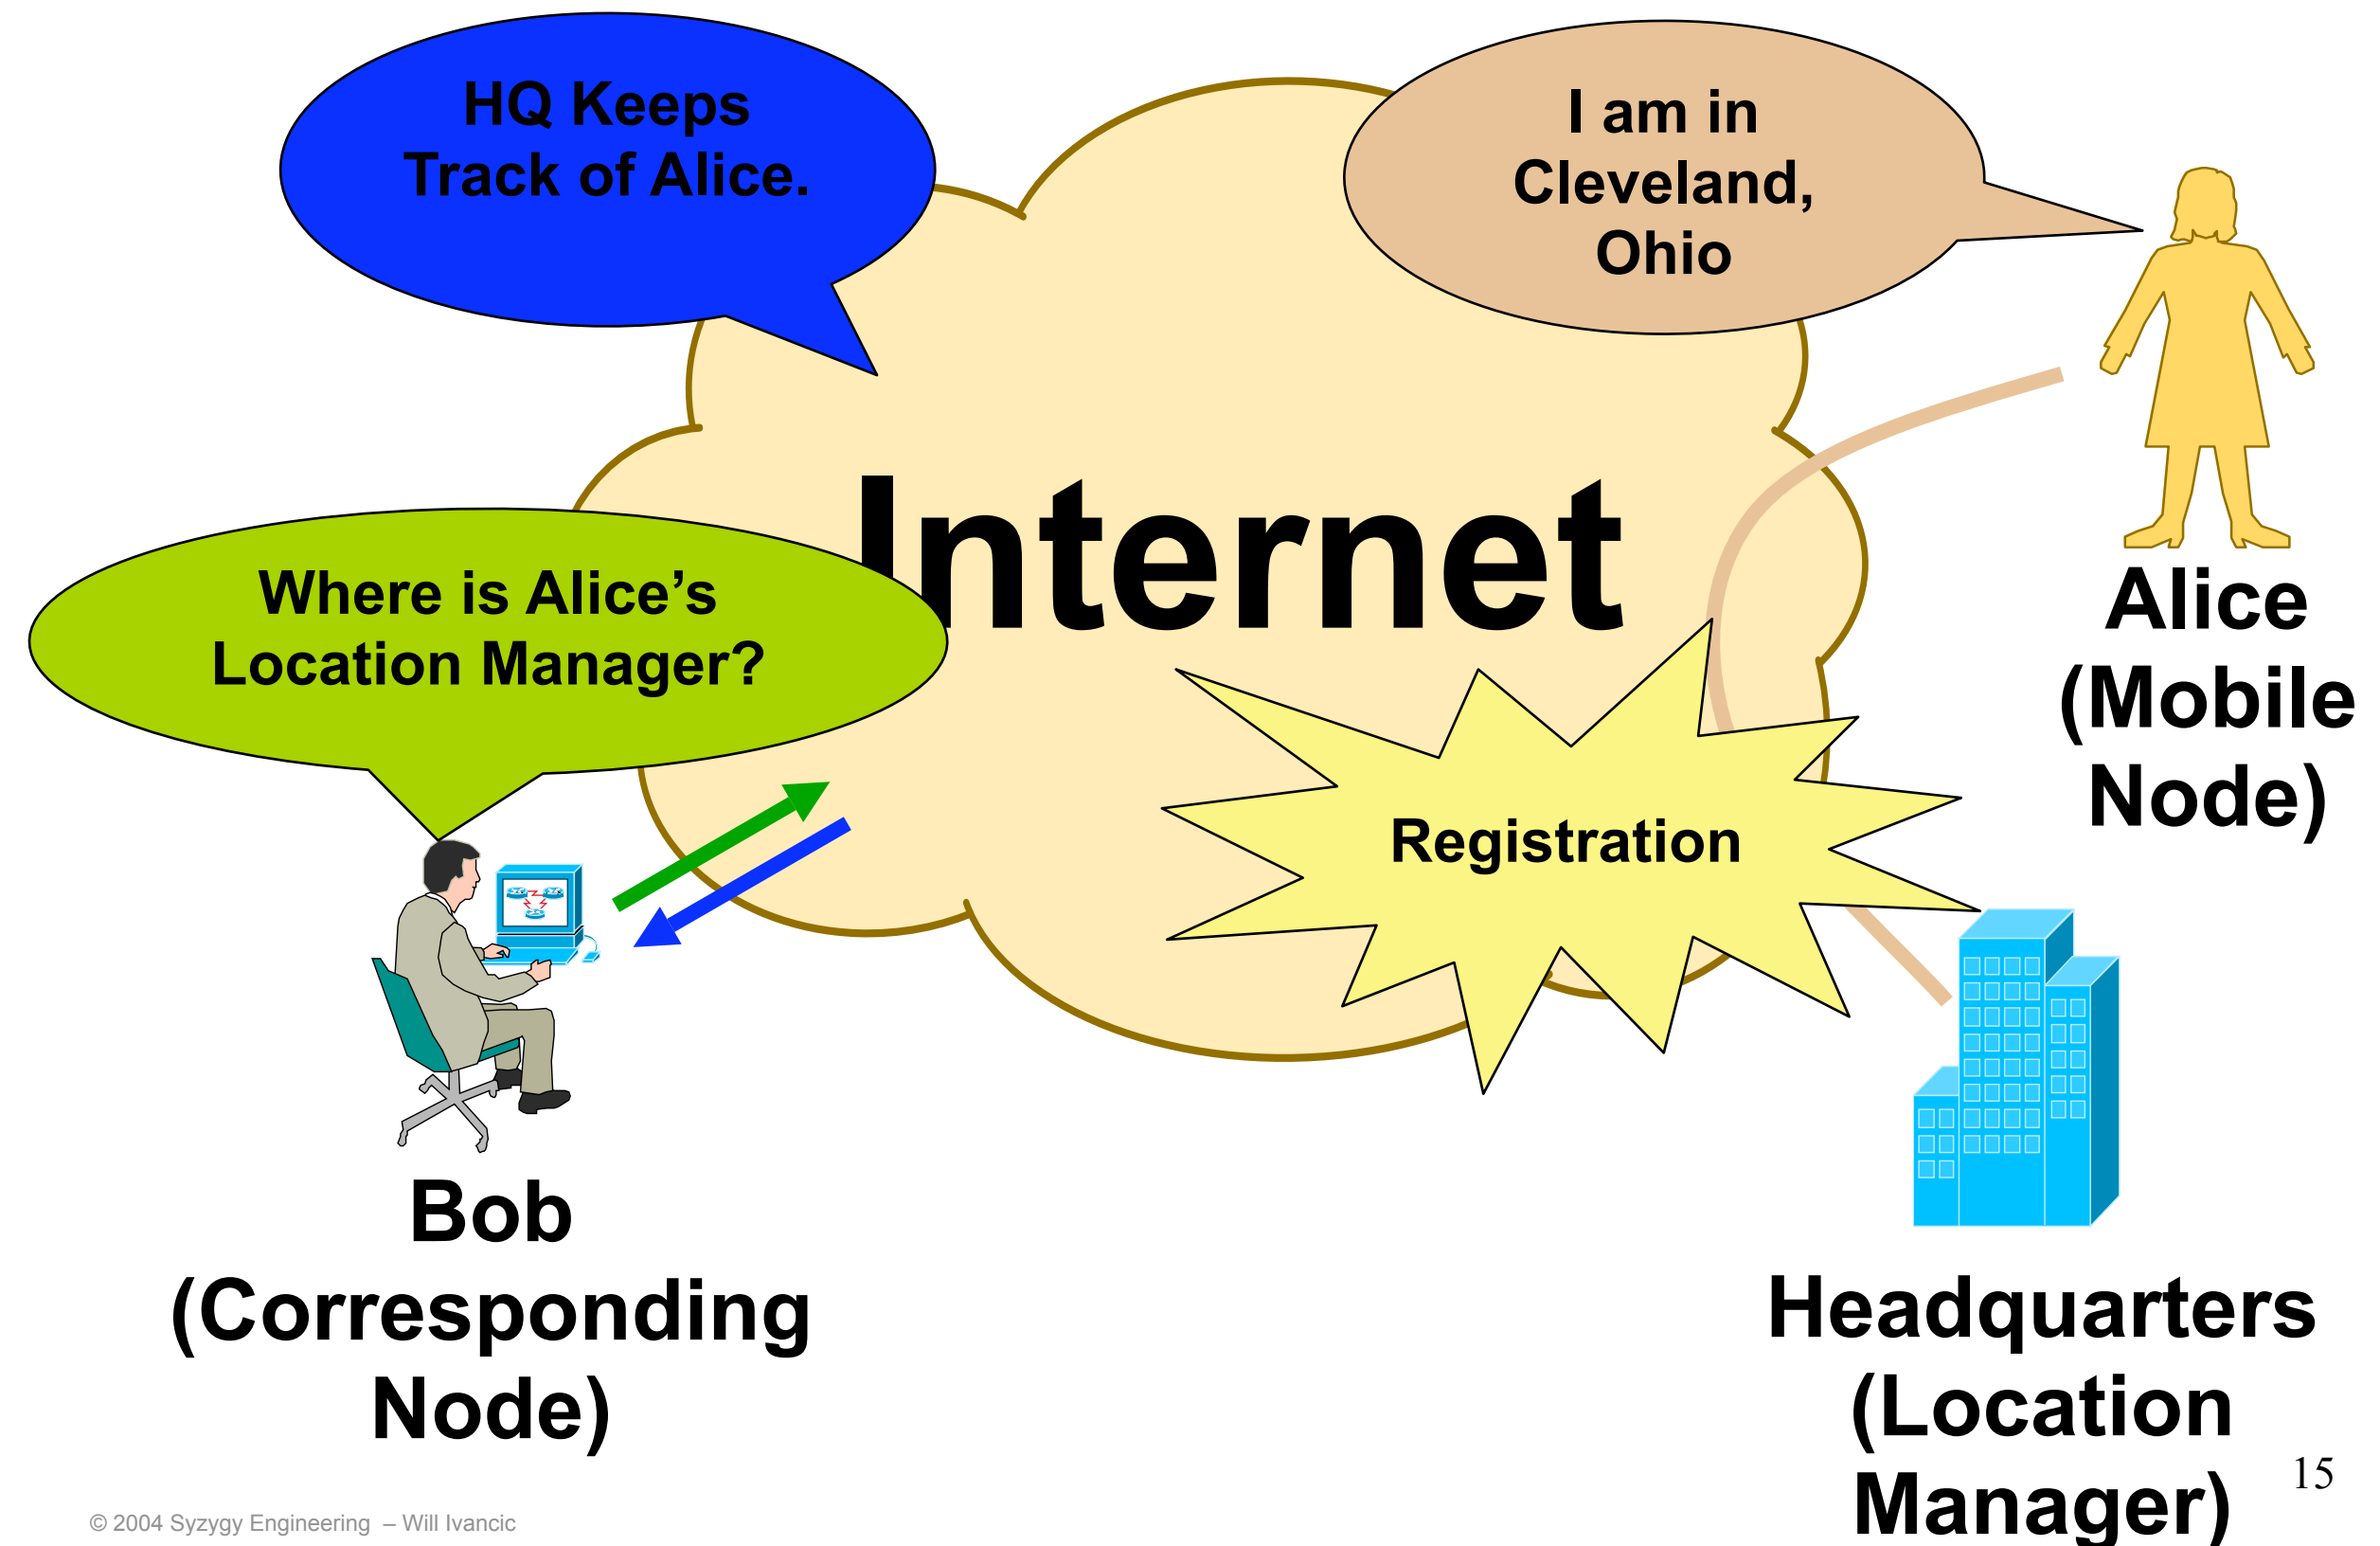 HQ Keeps
Track of Alice.
I am in
Cleveland,
Ohio
Internet
Where is Alice’s
Location Manager?
Alice
(Mobile
Node)
Registration
Bob
(Corresponding
Node)
Headquarters
(Location
Manager)
15
© 2004 Syzygy Engineering – Will Ivancic